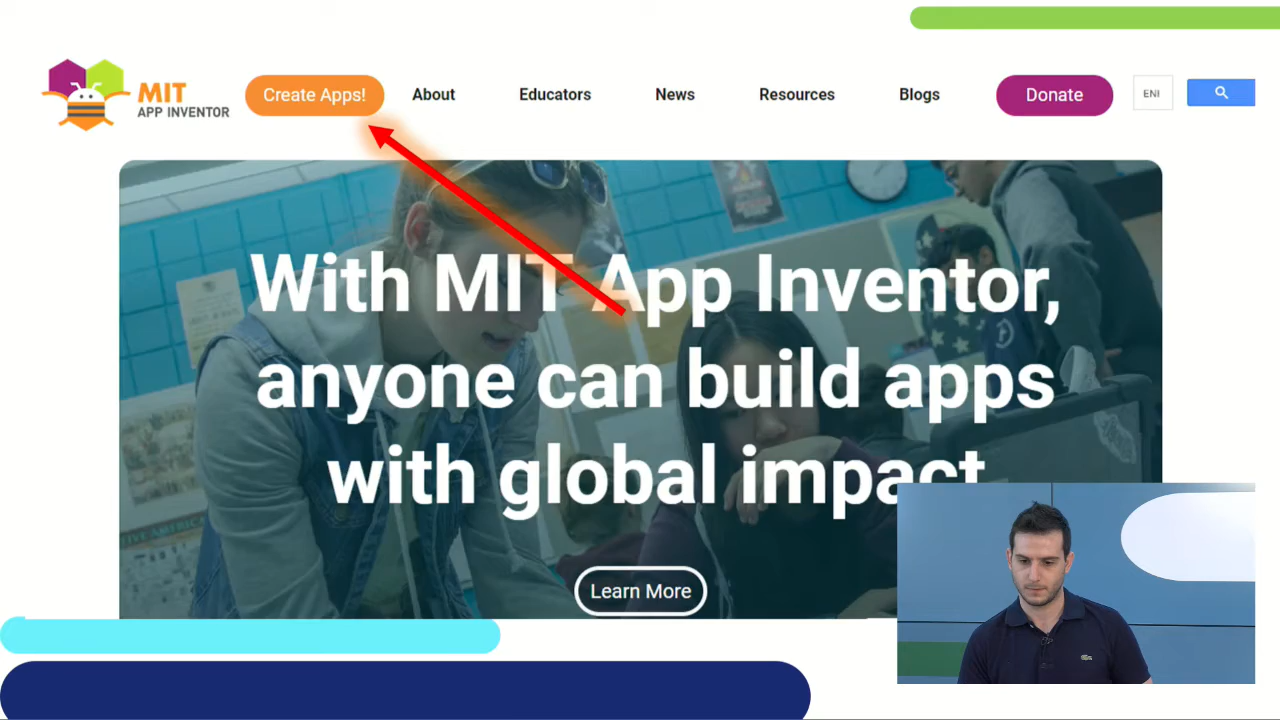 MIT
APP INVENTOR
Create Apps!
About
Educators
News
Resources
Blogs
Donate
ENI
With MIT App Inventor,
anyone can build apps
with global impact
Learn More